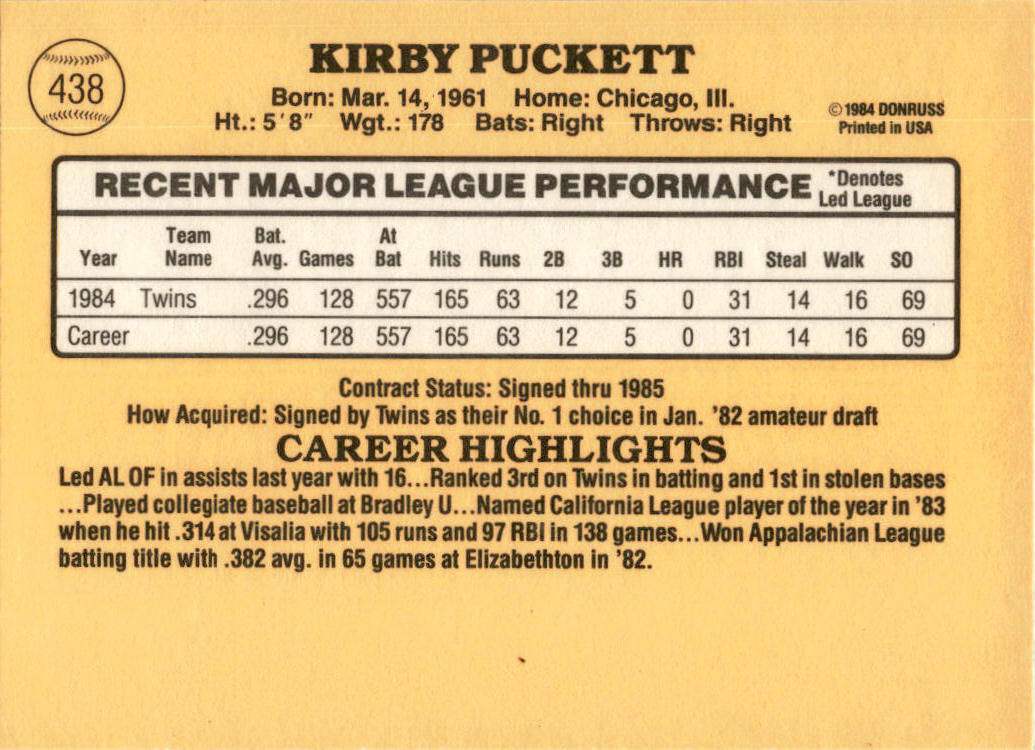 438
KIRBY PUCKETT
Born: Mar. 14, 1961 Home: Chicago, Ill.
Ht.: 5'8" Wgt.: 178 Bats: Right Throws: Right
©1984 DONRUSS
Printed in USA
RECENT MAJOR LEAGUE PERFORMANCE
*Denotes
Led League
Year Team Name Bat. Avg. Games At Bat Hits Runs 2B 3B HR RBI Steal Walk SO
1984 Twins .296 128 557 165 63 12 5 0 31 14 16 69
Career .296 128 557 165 63 12 5 0 31 14 16 69
Contract Status: Signed thru 1985
How Acquired: Signed by Twins as their No. 1 choice in Jan. '82 amateur draft
CAREER HIGHLIGHTS
Led AL OF in assists last year with 16...Ranked 3rd on Twins in batting and 1st in stolen bases
...Played collegiate baseball at Bradley U...Named California League player of the year in '83
when he hit .314 at Visalia with 105 runs and 97 RBI in 138 games...Won Appalachian League
batting title with .382 avg. in 65 games at Elizabethton in '82.